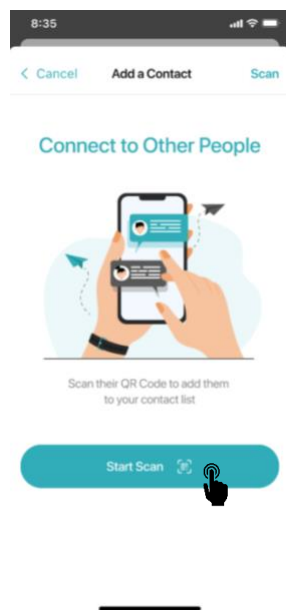 8:35
Cancel Add a Contact Scan
Connect to Other People
Scan their QR Code to add them
to your contact list
Start Scan